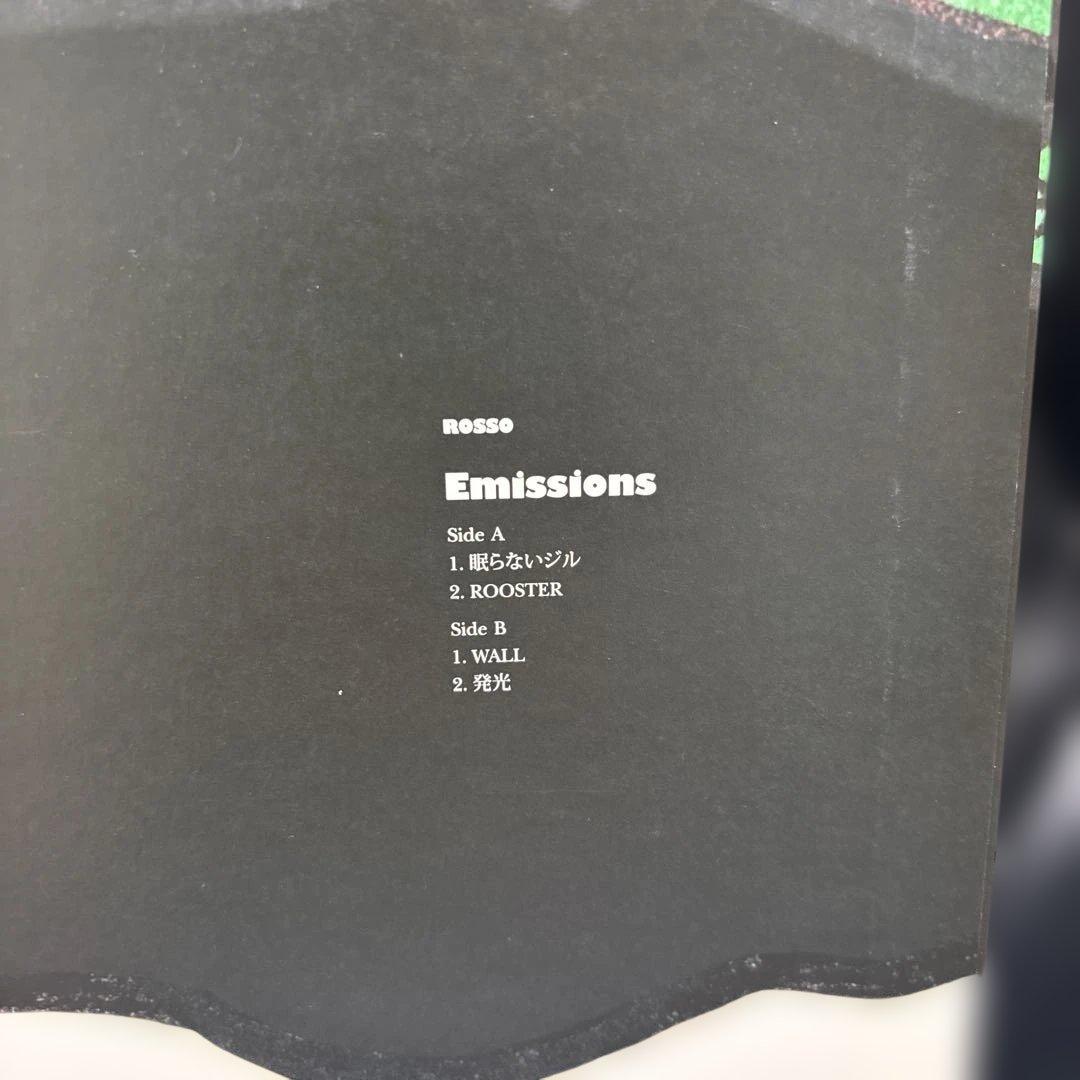 ROSSO
Emissions
Side A
1. 眠らないジル
2. ROOSTER
Side B
1. WALL
2. 発光